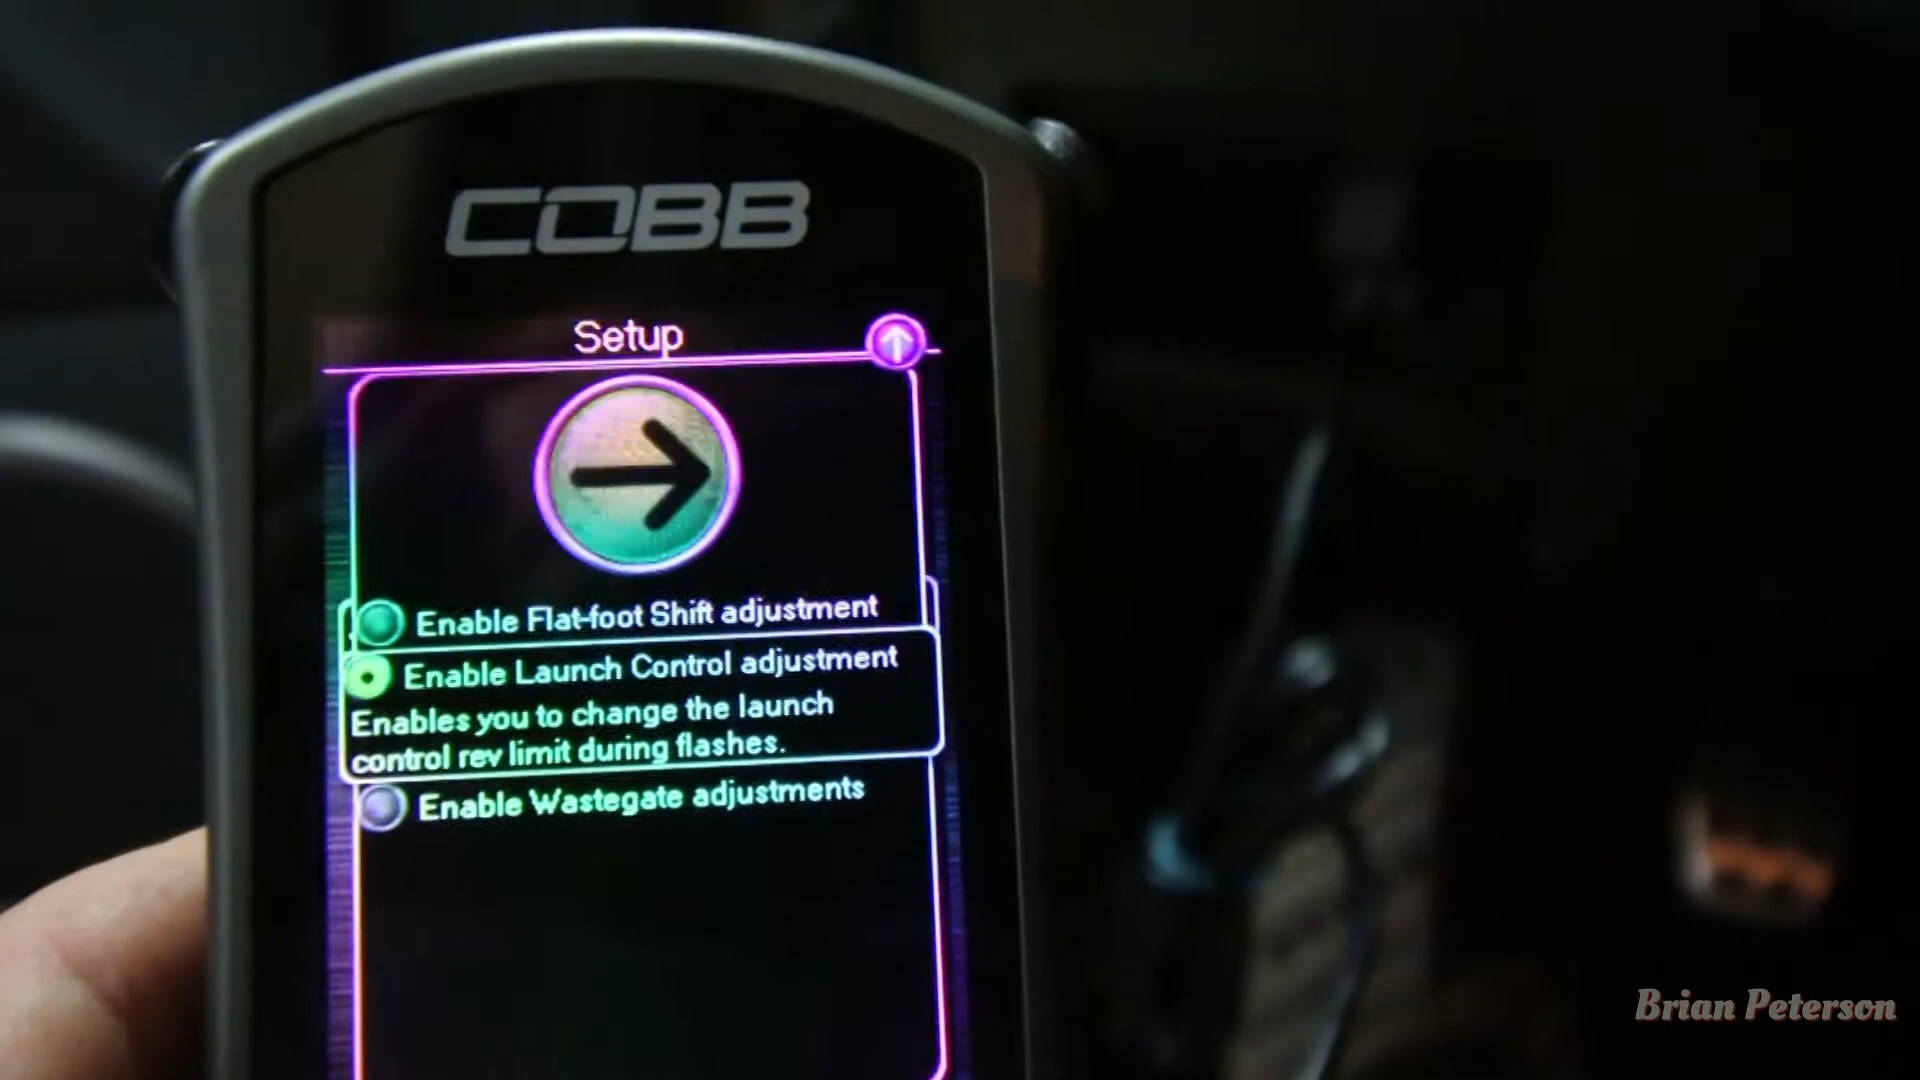 COBB
Setup
Enable Flat-foot Shift adjustment
Enable Launch Control adjustment
Enables you to change the launch
control rev limit during flashes.
Enable Wastegate adjustments
Brian Peterson